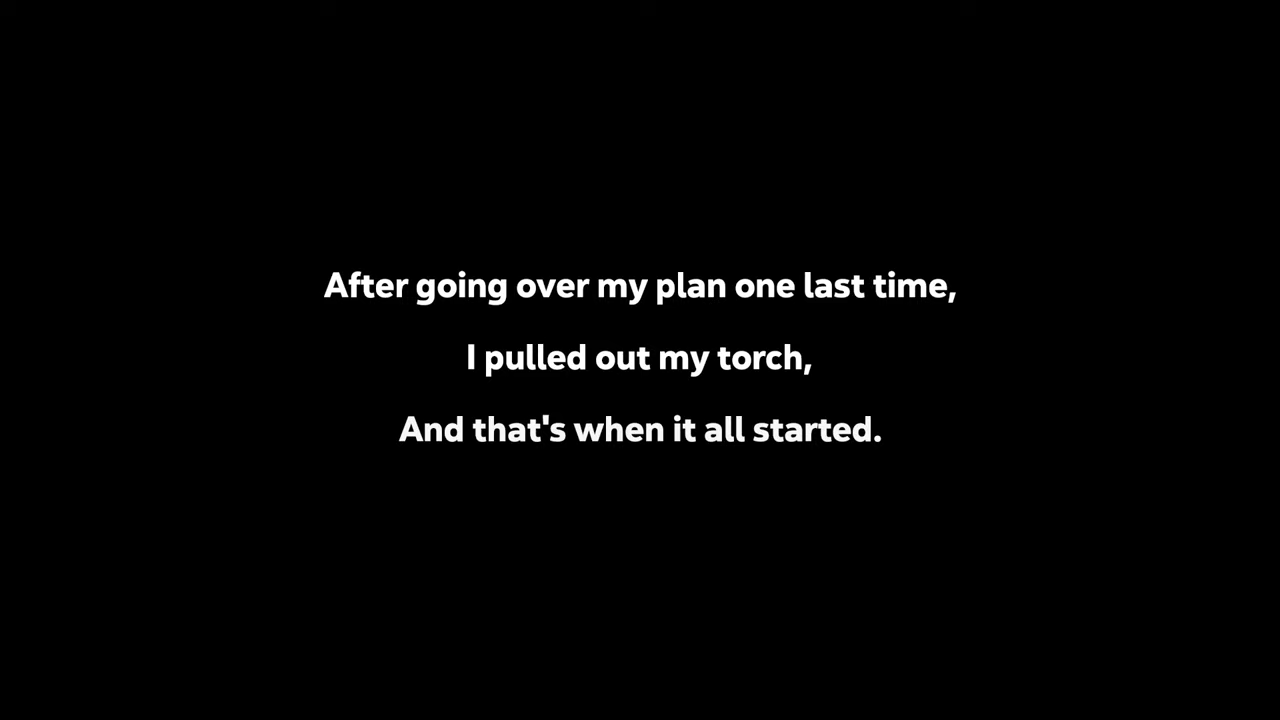 After going over my plan one last time,
I pulled out my torch,
And that's when it all started.